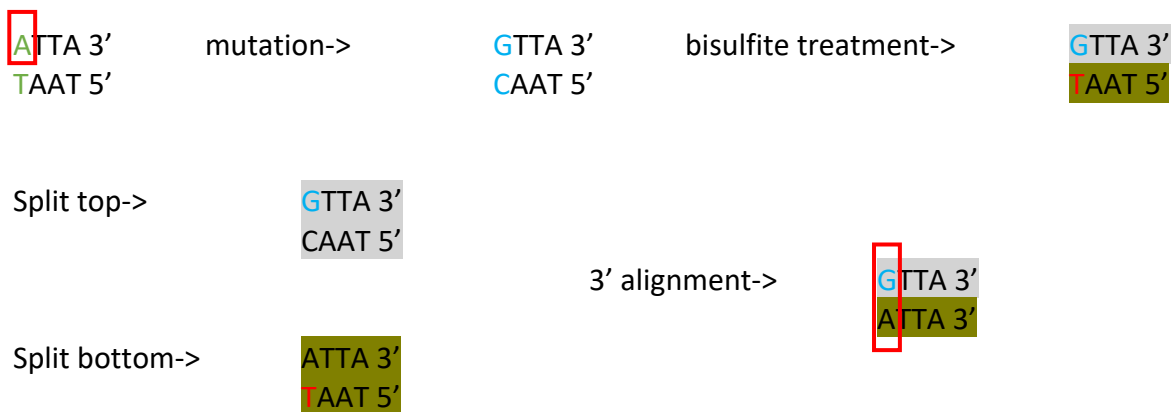 ATTA 3’ mutation-> GTTA 3’ bisulfite treatment-> GTTA 3’
TAAT 5’ CAAT 5’ TAAT 5’
Split top-> GTTA 3’
CAAT 5’
3’ alignment-> GTTA 3’
ATTA 3’
Split bottom-> ATTA 3’
TAAT 5’